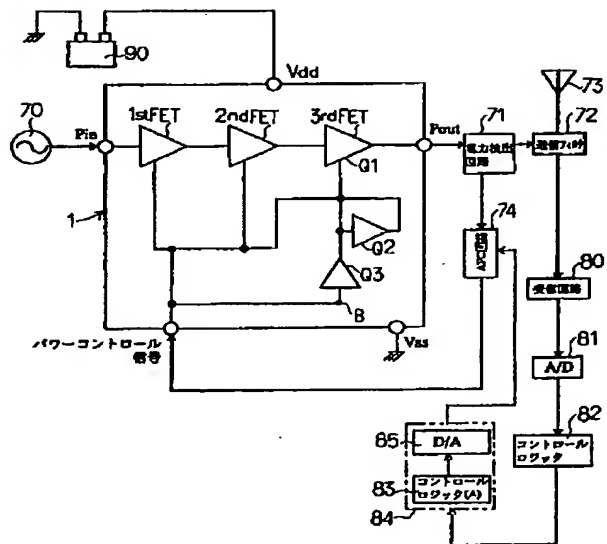 90
Vdd
70
Pin
1stFET
2ndFET
3rdFET
Q1
Pout
71
電力検出
回路
73
72
送信フィルタ
74
APC回路
1
Q2
Q3
B
Vss
パワーコントロール
信号
80
受信回路
81
A/D
82
コントロール
ロジック
85
D/A
83
コントロール
ロジック(A)
84